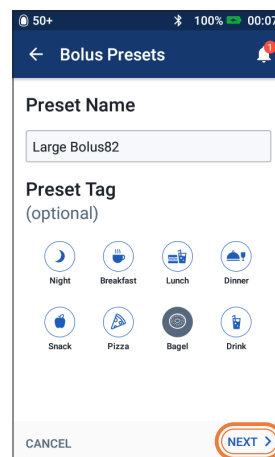 50+ 100% 00:07
Bolus Presets 1
Preset Name
Large Bolus82
Preset Tag
(optional)
Night Breakfast Lunch Dinner
Snack Pizza Bagel Drink
CANCEL NEXT